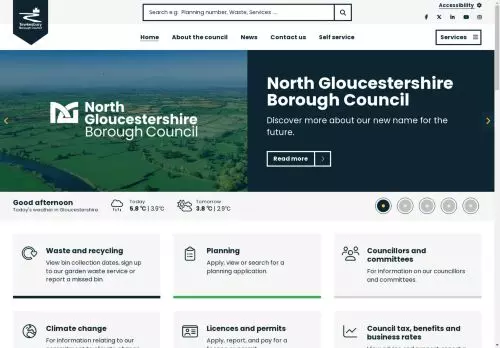 Tewkesbury
Borough Council
Search e.g. Planning number, Waste, Services ...
Accessibility
Home
About the council
News
Contact us
Self service
Services
North
Gloucestershire
Borough Council
North Gloucestershire
Borough Council
Discover more about our new name for the
future.
Read more
Good afternoon
Today's weather in Gloucestershire
Today
5.8 °C | 3.9°C
Tomorrow
3.8 °C | 2.9°C
Waste and recycling
View bin collection dates, sign up
to our garden waste service or
report a missed bin.
Planning
Apply, view or search for a
planning application.
Councillors and
committees
For information on our councillors
and committees.
Climate change
For information relating to our
Licences and permits
Apply, report, and pay for a
Council tax, benefits and
business rates